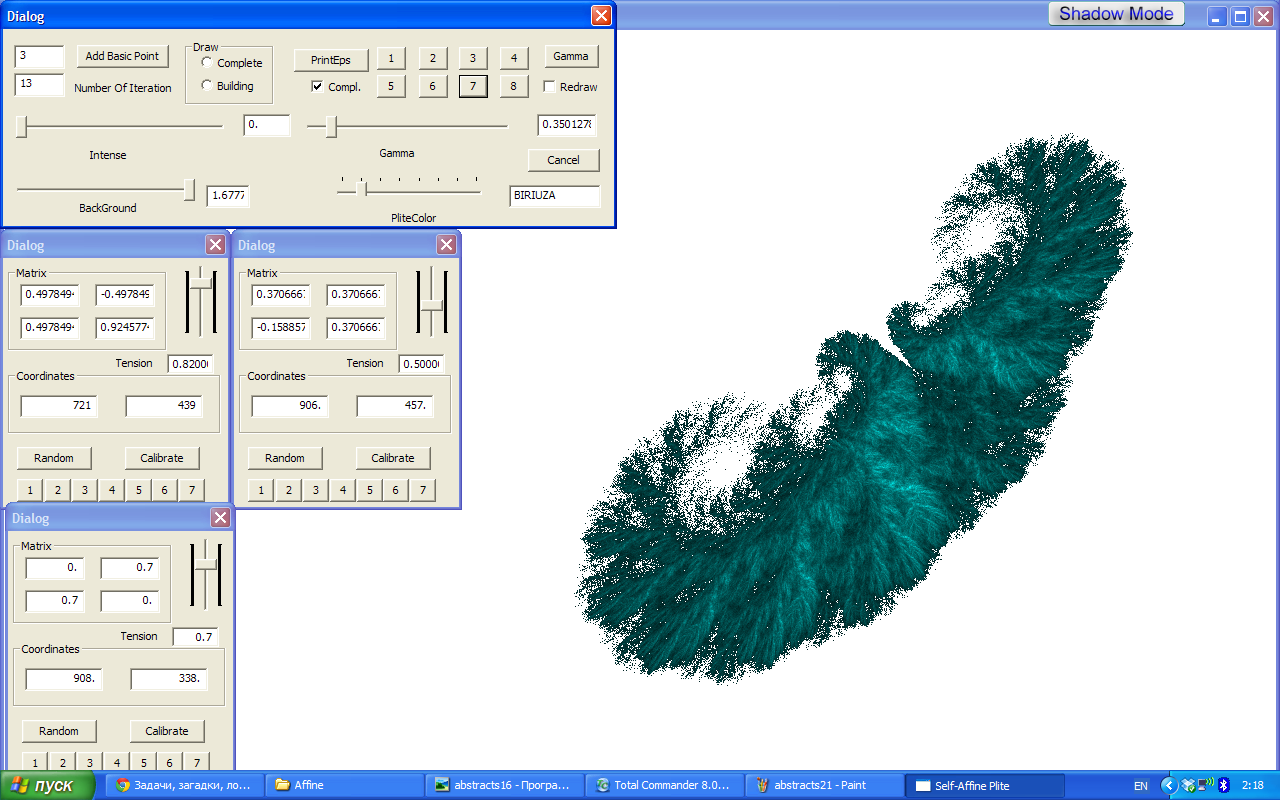 Dialog
Shadow Mode
3
Add Basic Point
Draw
Complete
Building
PrintEps
1 2 3 4
Gamma
13
Number Of Iteration
Compl.
5 6 7 8
Redraw
0.
0.3501278
Intense
Gamma
Cancel
1.6777
BIRIUZA
BackGround
PliteColor
Dialog
Matrix
0.497849
-0.497849
0.497849
0.924577
Tension
0.8200
Coordinates
721
439
Random
Calibrate
1 2 3 4 5 6 7
Dialog
Matrix
0.370666
0.370666
-0.158857
0.370666
Tension
0.5000
Coordinates
906.
457.
Random
Calibrate
1 2 3 4 5 6 7
Dialog
Matrix
0.
0.7
0.7
0.
Tension
0.7
Coordinates
908.
338.
Random
Calibrate
1 2 3 4 5 6 7
пуск
Задачи, загадки, ло...
Affine
abstracts16 - Програ...
Total Commander 8.0...
abstracts21 - Paint
Self-Affine Plite
EN
2:18